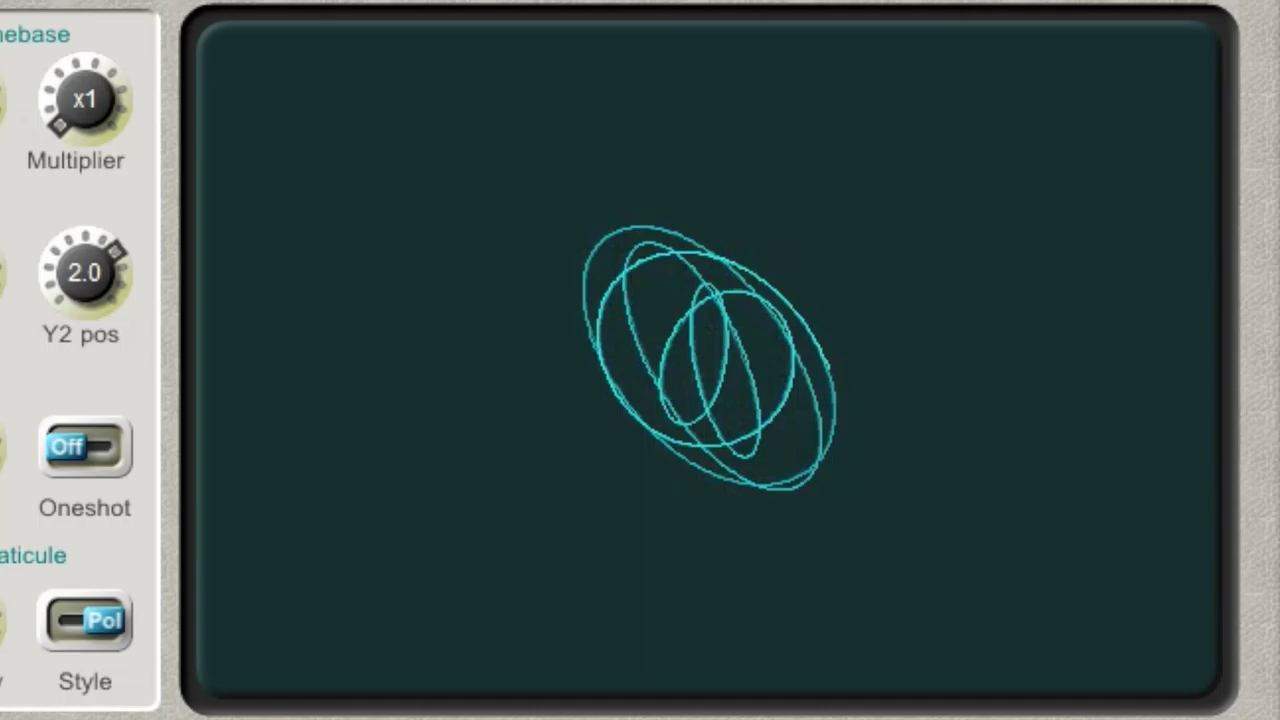 nebase
x1
Multiplier
2.0
Y2 pos
Off
Oneshot
aticule
Pol
Style